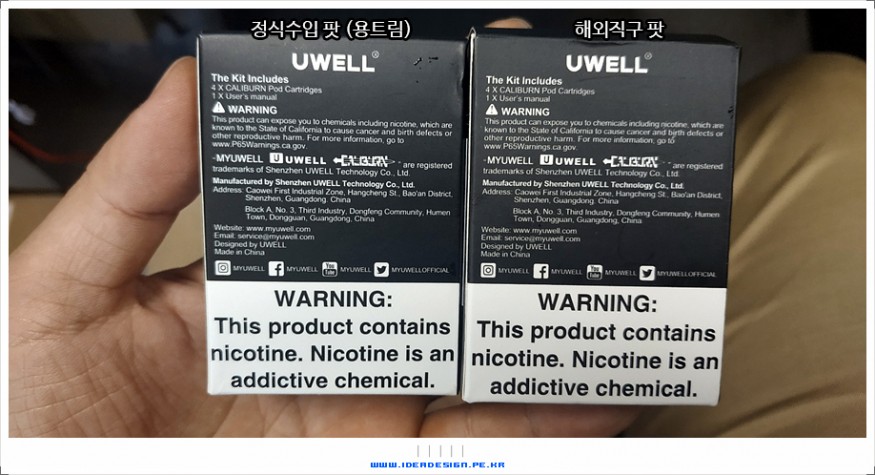 정식수입 팟 (용트림)
UWELL®
The Kit Includes
4 X CALIBURN Pod Cartridges
1 X User's manual
WARNING
This product can expose you to chemicals including nicotine, which are
known to the State of California to cause cancer and birth defects or
other reproductive harm. For more information, go to
www.P65Warnings.ca.gov.
-MYUWELL U UWELL CALIBURN - are registered
trademarks of Shenzhen UWELL Technology Co., Ltd.
Manufactured by Shenzhen UWELL Technology Co., Ltd.
Address: Caowei First Industrial Zone, Hangcheng St., Bao'an District,
Shenzhen, Guangdong, China
Block A, No. 3, Third Industry, Dongfeng Community, Humen
Town, Dongguan, Guangdong, China
Website: www.myuwell.com
Email: service@myuwell.com
Designed by UWELL
Made in China
MYUWELL MYUWELL You Tube MYUWELL MYUWELLOFFICIAL
WARNING:
This product contains
nicotine. Nicotine is an
addictive chemical.
해외직구 팟
UWELL®
The Kit Includes
4 X CALIBURN Pod Cartridges
1 X User's manual
WARNING
This product can expose you to chemicals including nicotine, which are
known to the State of California to cause cancer and birth defects or
other reproductive harm. For more information, go to
www.P65Warnings.ca.gov.
-MYUWELL U UWELL CALIBURN - are registered
trademarks of Shenzhen UWELL Technology Co., Ltd.
Manufactured by Shenzhen UWELL Technology Co., Ltd.
Address: Caowei First Industrial Zone, Hangcheng St., Bao'an District,
Shenzhen, Guangdong, China
Block A, No. 3, Third Industry, Dongfeng Community, Humen
Town, Dongguan, Guangdong, China
Website: www.myuwell.com
Email: service@myuwell.com
Designed by UWELL
Made in China
MYUWELL MYUWELL You Tube MYUWELL MYUWELLOFFICIAL
WARNING:
This product contains
nicotine. Nicotine is an
addictive chemical.
WWW.IDEADESIGN.PE.KR